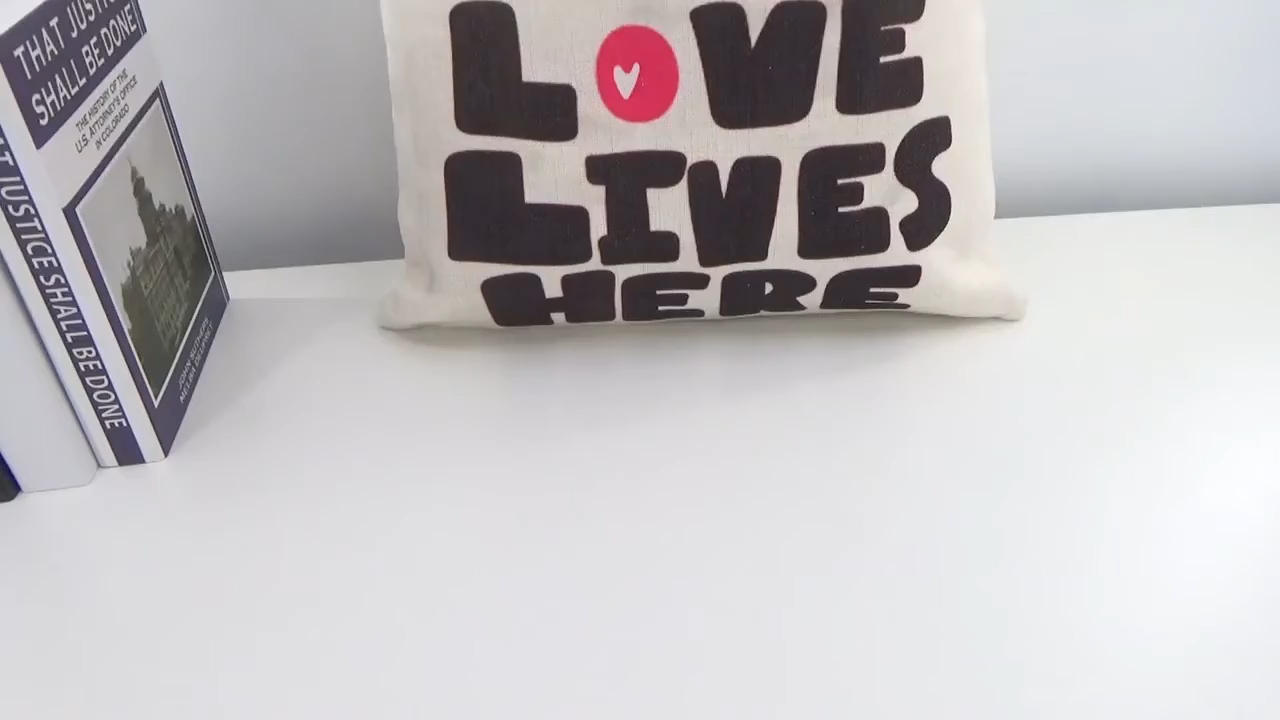 THAT JUSTICE
SHALL BE DONE
THE HISTORY OF THE
U.S. ATTORNEY'S OFFICE
IN COLORADO
JUSTICE SHALL BE DONE
LOVE
LIVES
HERE